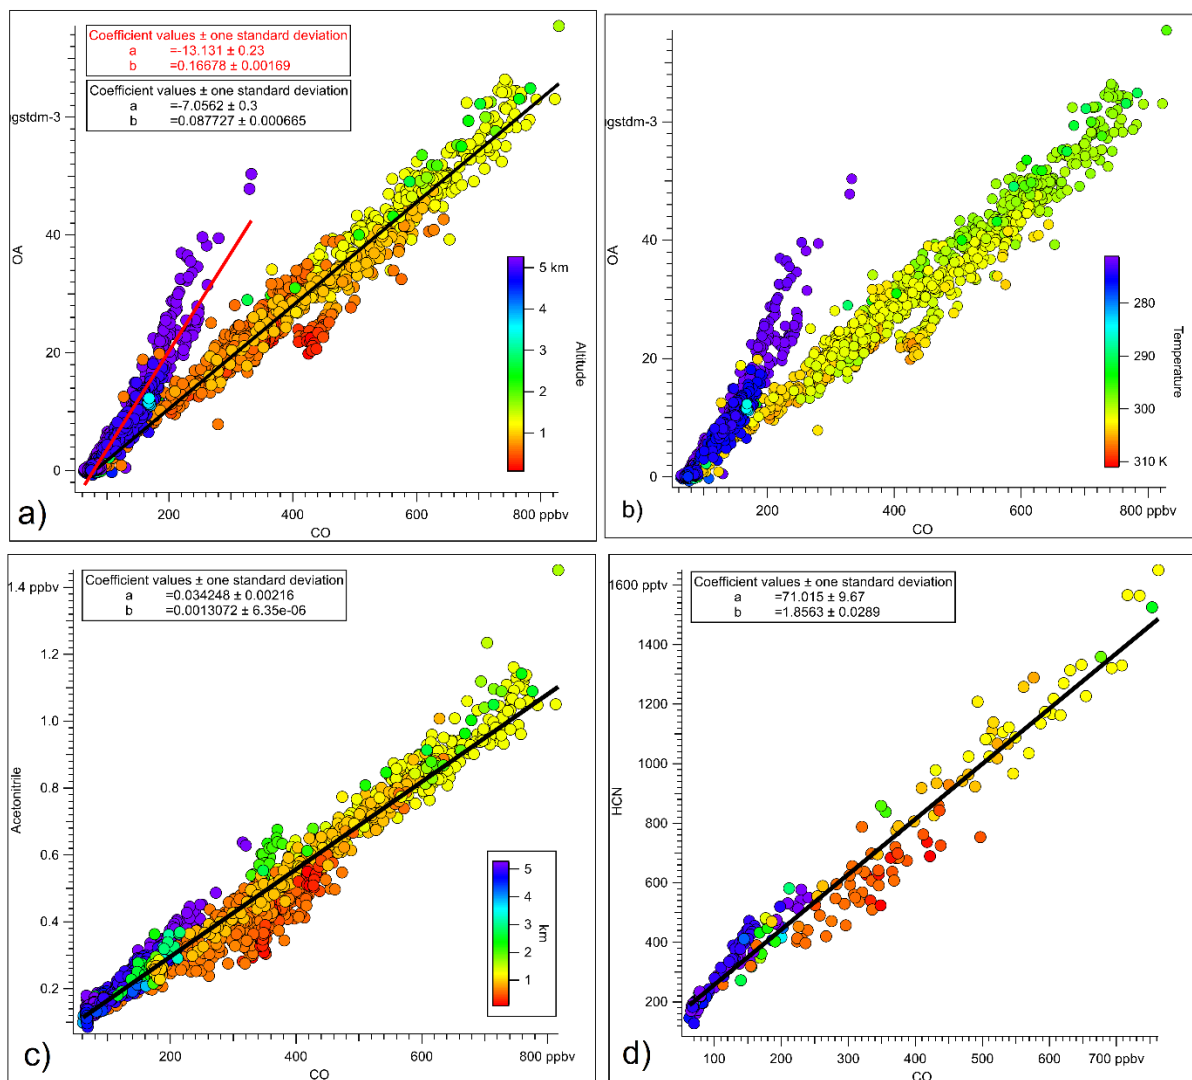 Coefficient values ± one standard deviation
a =-13.131 ± 0.23
b =0.16678 ± 0.00169
Coefficient values ± one standard deviation
a =-7.0562 ± 0.3
b =0.087727 ± 0.000665
ngstdm-3
40
20
0
OA
5 km
4
3
2
1
Altitude
200
400
600
800 ppbv
CO
a)
ngstdm-3
40
20
0
OA
280
290
300
310 K
Temperature
200
400
600
800 ppbv
CO
b)
Coefficient values ± one standard deviation
a =0.034248 ± 0.00216
b =0.0013072 ± 6.35e-06
1.4 ppbv
1.2
1.0
0.8
0.6
0.4
0.2
Acetonitrile
5
4
3
2
1
km
200
400
600
800 ppbv
CO
c)
Coefficient values ± one standard deviation
a =71.015 ± 9.67
b =1.8563 ± 0.0289
1600 pptv
1400
1200
1000
800
600
400
200
HCN
100
200
300
400
500
600
700 ppbv
CO
d)